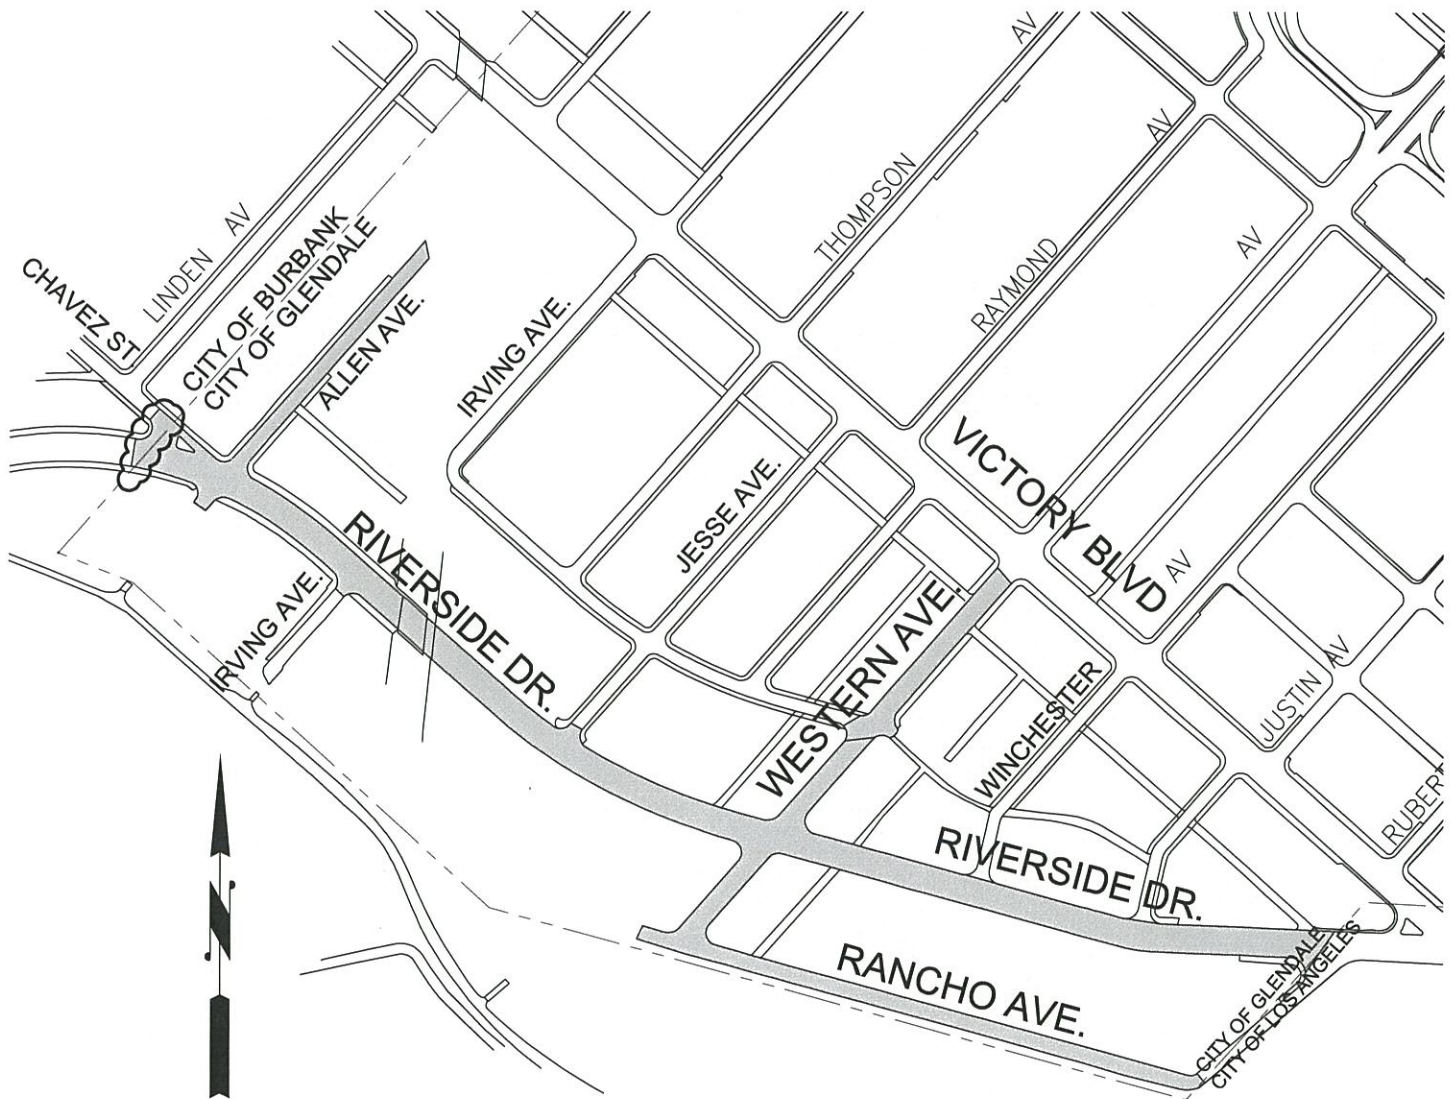 AV
AV
THOMPSON
LINDEN AV
CITY OF BURBANK
CITY OF GLENDALE
AV
CHAVEZ ST
RAYMOND
ALLEN AVE.
IRVING AVE.
VICTORY BLVD
JESSE AVE.
AV
RIVERSIDE DR.
IRVING AVE.
WESTERN AVE.
JUSTIN AV
WINCHESTER
RUBERT
RIVERSIDE DR.
N
RANCHO AVE.
CITY OF GLENDALE
CITY OF LOS ANGELES